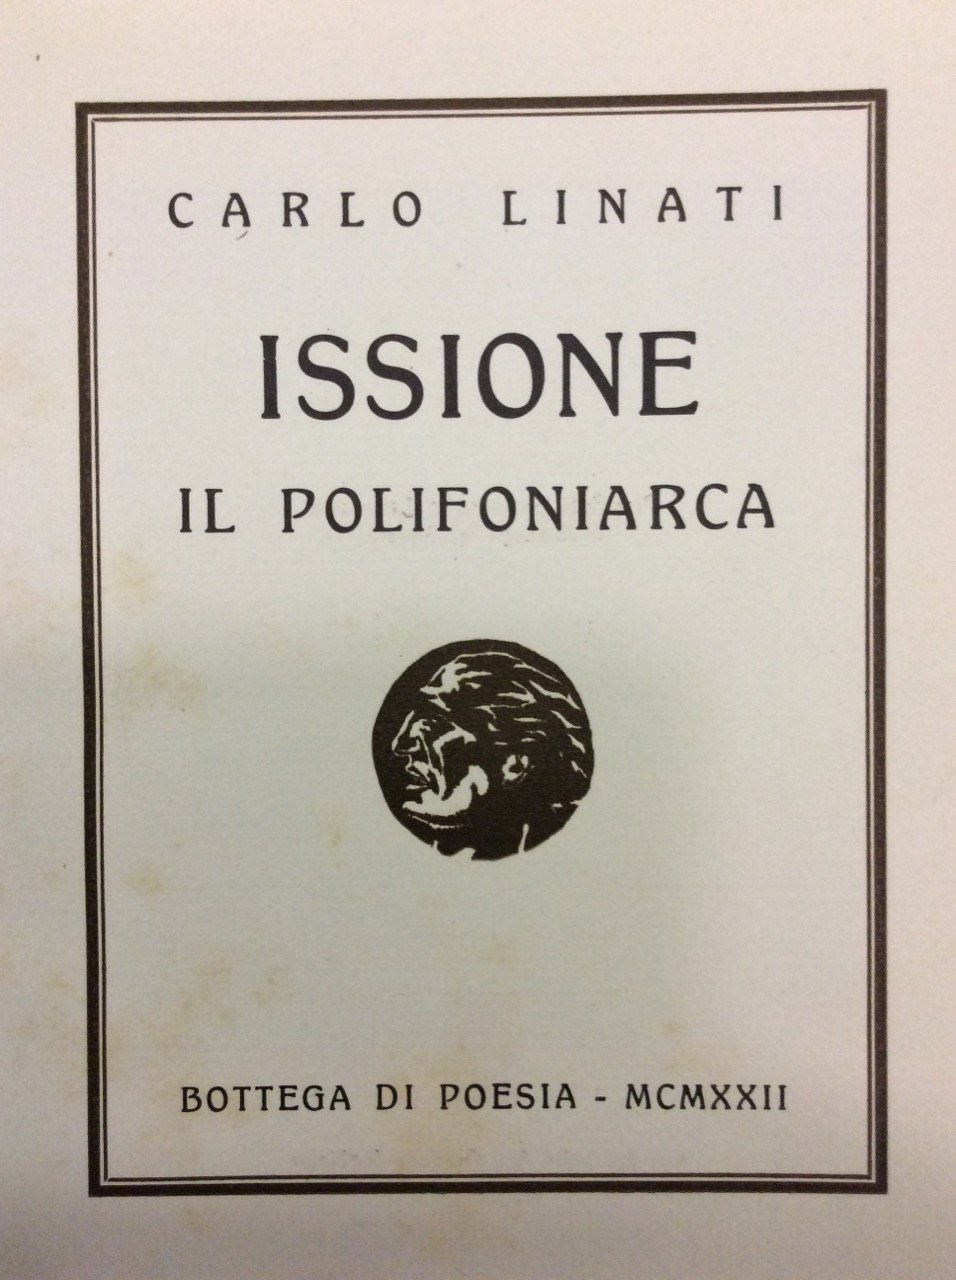 CARLO LINATI
ISSIONE
IL POLIFONIARCA
BOTTEGA DI POESIA - MCMXXII